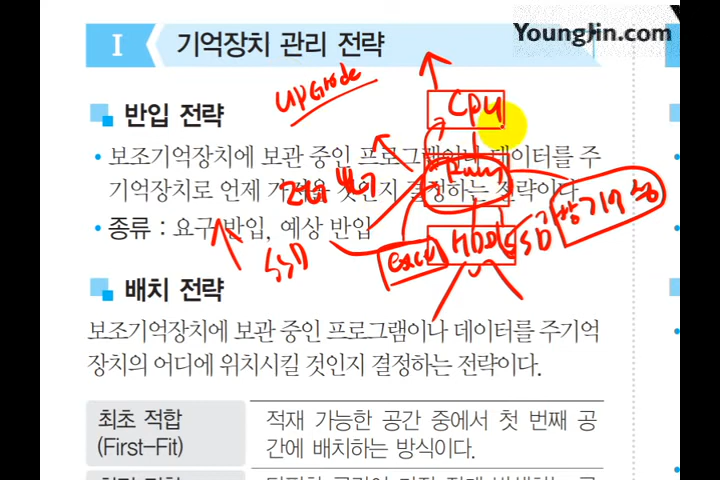 YoungJin.com
I 기억장치 관리 전략
upGrade
CPU
반입 전략
• 보조기억장치에 보관 중인 프로그램이나 데이터를 주
기억장치로 언제 가져올 것인지 결정하는 전략이다.
• 종류 : 요구 반입, 예상 반입
SSD
HDD SSD
배치 전략
보조기억장치에 보관 중인 프로그램이나 데이터를 주기억
장치의 어디에 위치시킬 것인지 결정하는 전략이다.
최초 적합 적재 가능한 공간 중에서 첫 번째 공
(First-Fit) 간에 배치하는 방식이다.